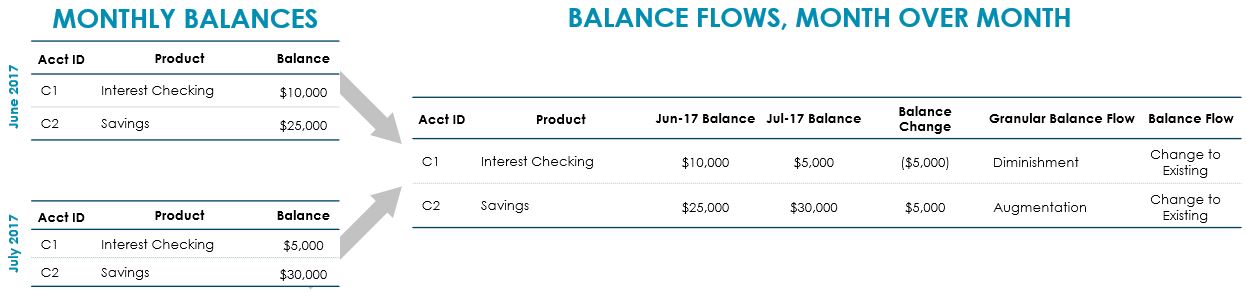 MONTHLY BALANCES
June 2017
Acct ID Product Balance
C1 Interest Checking $10,000
C2 Savings $25,000
July 2017
Acct ID Product Balance
C1 Interest Checking $5,000
C2 Savings $30,000
BALANCE FLOWS, MONTH OVER MONTH
Acct ID Product Jun-17 Balance Jul-17 Balance Balance Change Granular Balance Flow Balance Flow
C1 Interest Checking $10,000 $5,000 ($5,000) Diminishment Change to Existing
C2 Savings $25,000 $30,000 $5,000 Augmentation Change to Existing